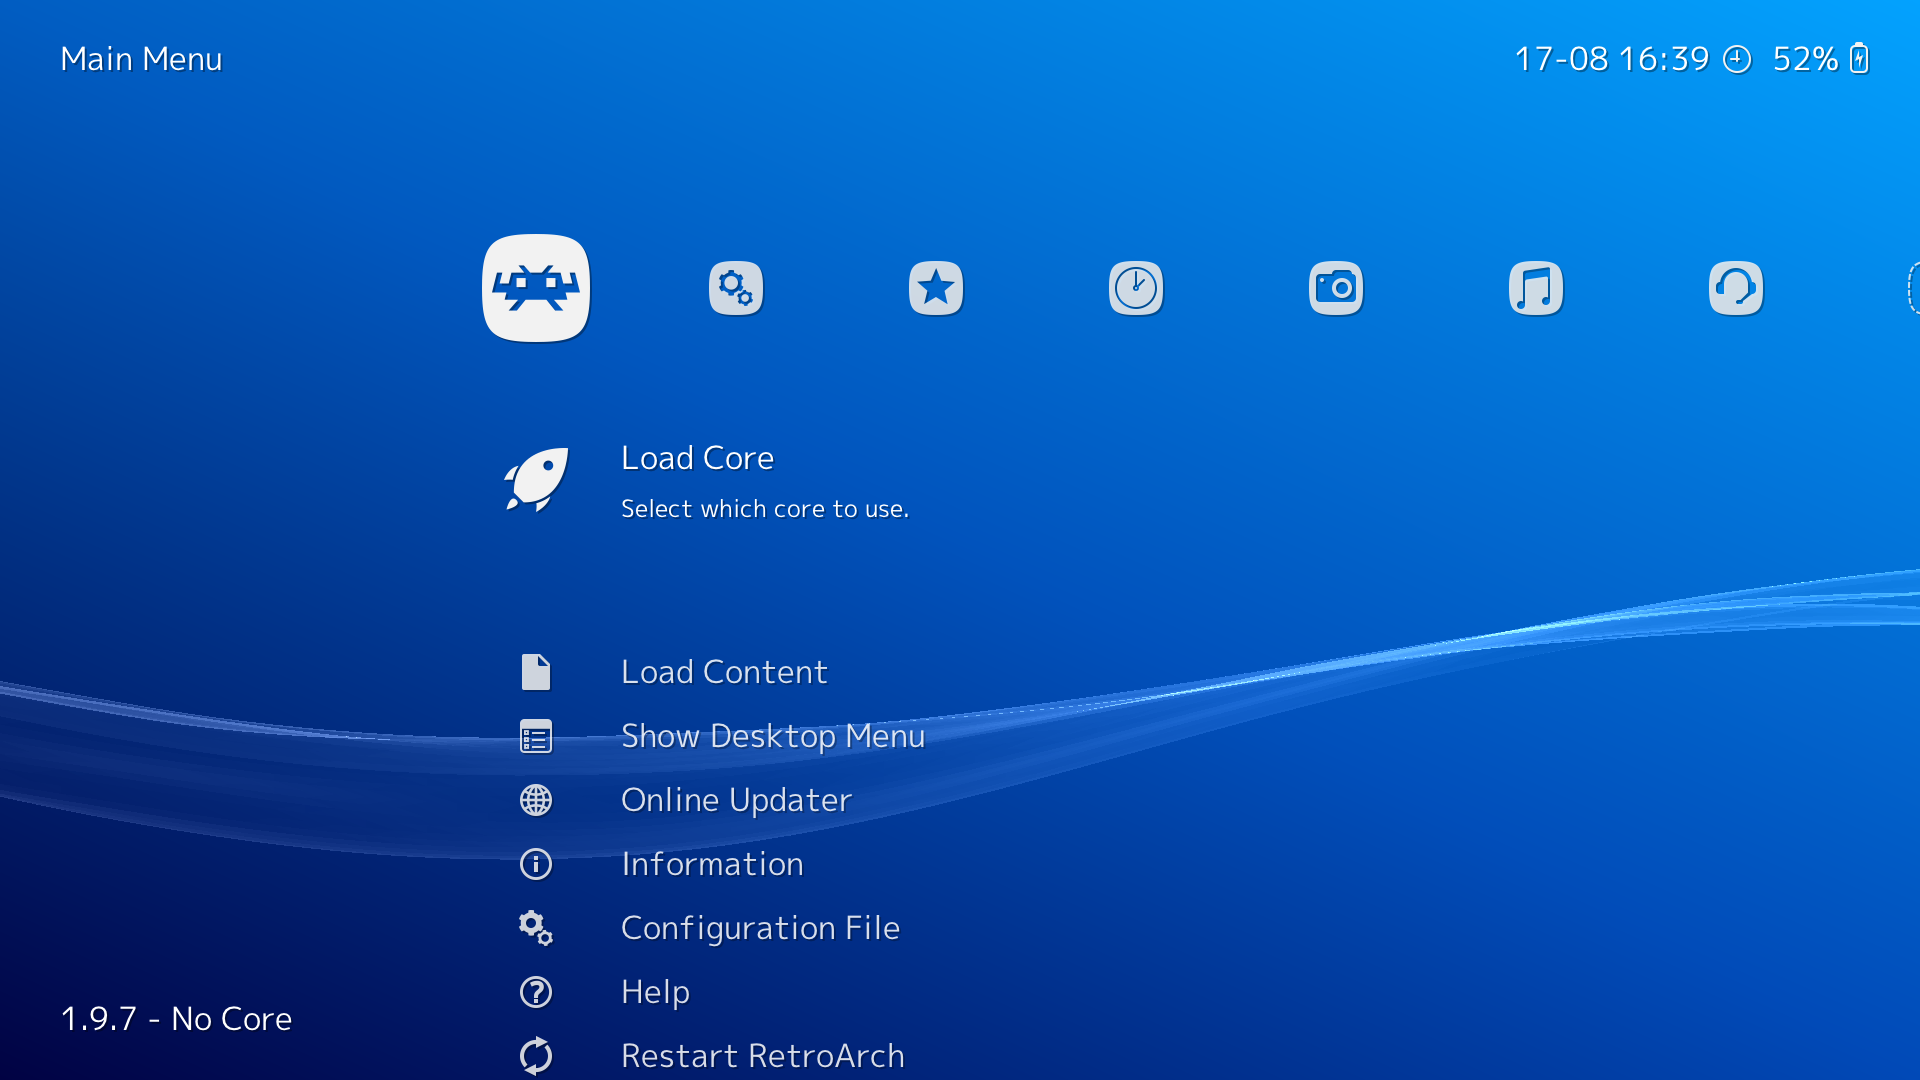 Main Menu
17-08 16:39 52%
Load Core
Select which core to use.
Load Content
Show Desktop Menu
Online Updater
Information
Configuration File
Help
1.9.7 - No Core
Restart RetroArch